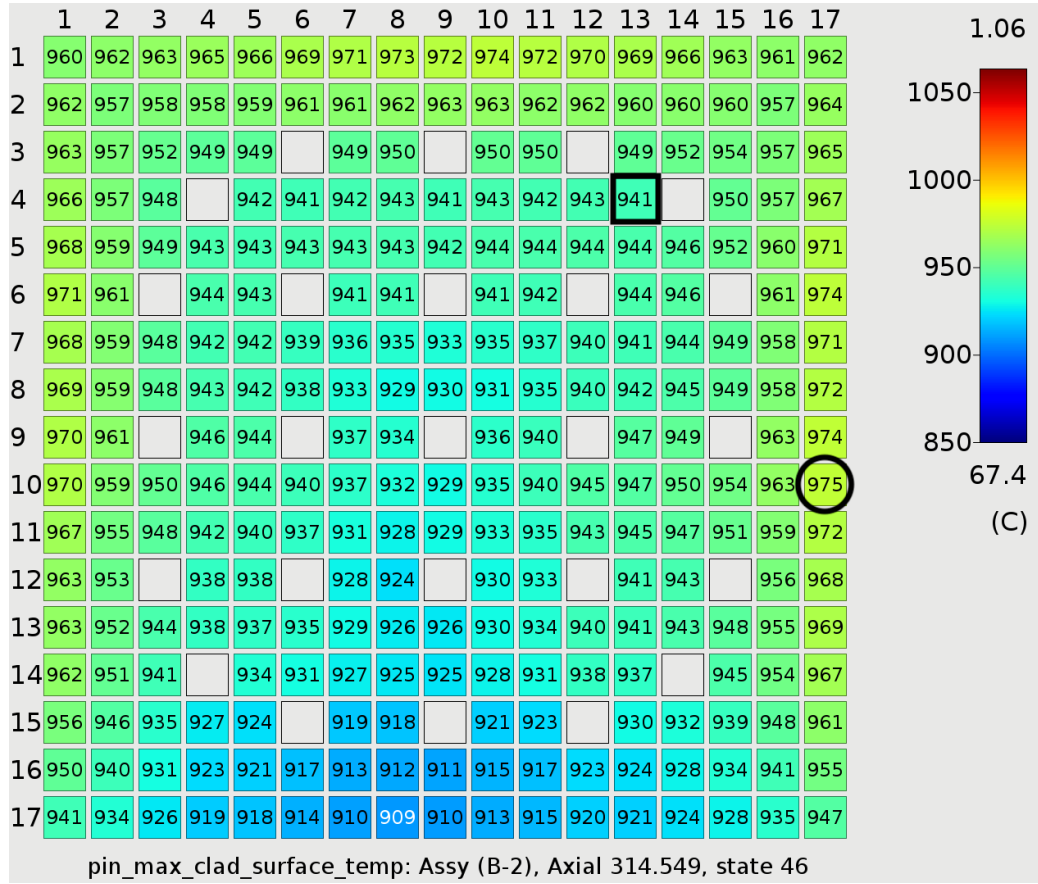 1 2 3 4 5 6 7 8 9 10 11 12 13 14 15 16 17
1.06
1 960 962 963 965 966 969 971 973 972 974 972 970 969 966 963 961 962
1050
2 962 957 958 958 959 961 961 962 963 963 962 962 960 960 960 957 964
3 963 957 952 949 949 949 950 950 950 949 952 954 957 965
1000
4 966 957 948 942 941 942 943 941 943 942 943 941 950 957 967
5 968 959 949 943 943 943 943 943 942 944 944 944 944 946 952 960 971
950
6 971 961 944 943 941 941 941 942 944 946 961 974
7 968 959 948 942 942 939 936 935 933 935 937 940 941 944 949 958 971
900
8 969 959 948 943 942 938 933 929 930 931 935 940 942 945 949 958 972
9 970 961 946 944 937 934 936 940 947 949 963 974
850
10 970 959 950 946 944 940 937 932 929 935 940 945 947 950 954 963 975
67.4
11 967 955 948 942 940 937 931 928 929 933 935 943 945 947 951 959 972
(C)
12 963 953 938 938 928 924 930 933 941 943 956 968
13 963 952 944 938 937 935 929 926 926 930 934 940 941 943 948 955 969
14 962 951 941 934 931 927 925 925 928 931 938 937 945 954 967
15 956 946 935 927 924 919 918 921 923 930 932 939 948 961
16 950 940 931 923 921 917 913 912 911 915 917 923 924 928 934 941 955
17 941 934 926 919 918 914 910 909 910 913 915 920 921 924 928 935 947
pin_max_clad_surface_temp: Assy (B-2), Axial 314.549, state 46